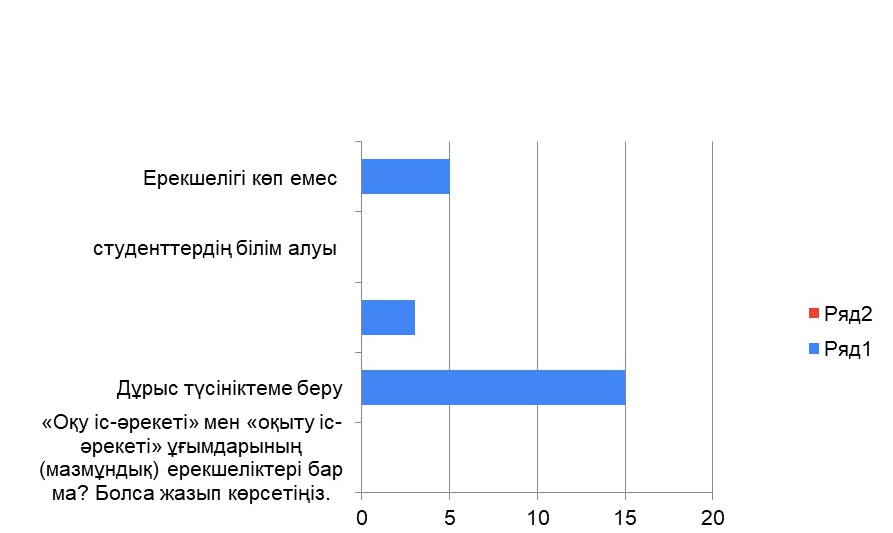 Ерекшелігі көп емес
студенттердің білім алуы
Дұрыс түсініктеме беру
«Оқу іс-әрекеті» мен «оқыту іс-
әрекеті» ұғымдарының
(мазмұндық) ерекшеліктері бар
ма? Болса жазып көрсетіңіз.
0 5 10 15 20
Ряд2
Ряд1